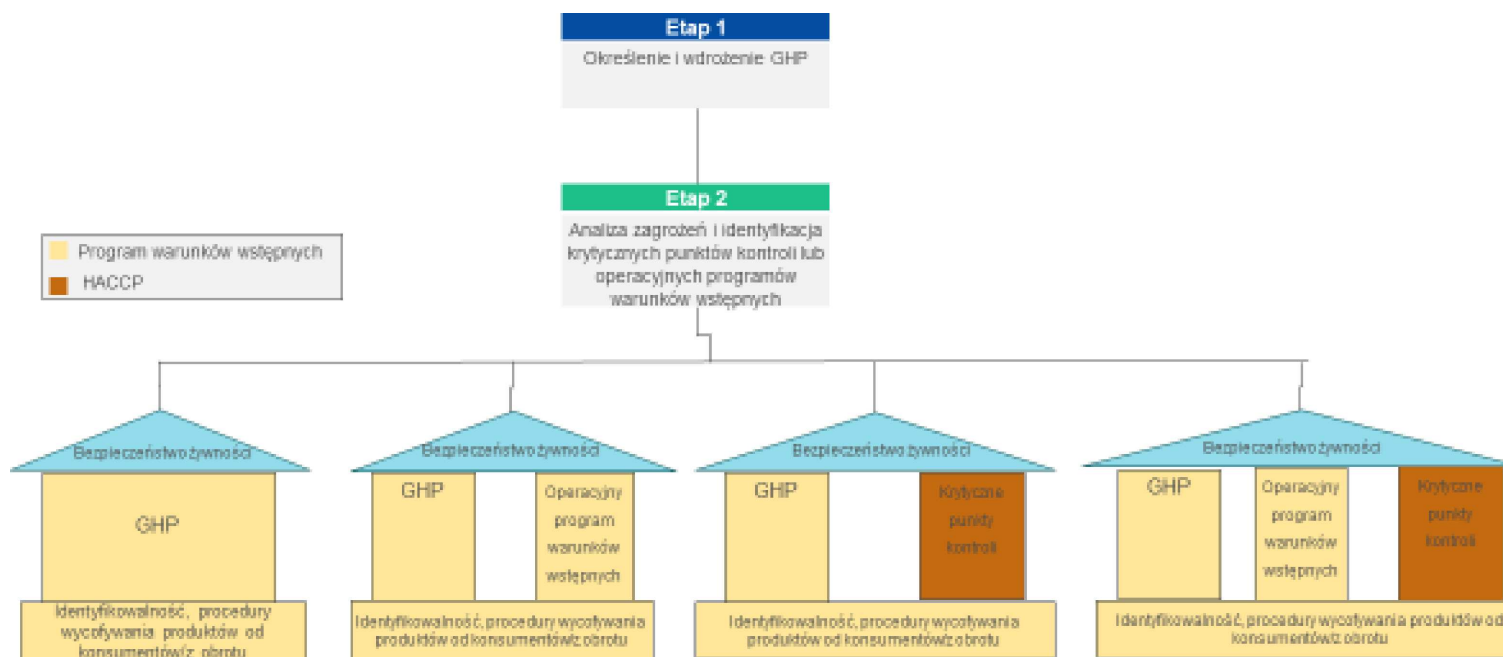 Etap 1
Określenie i wdrożenie GHP
Etap 2
Analiza zagrożeń i identyfikacja
krytycznych punktów kontroli lub
operacyjnych programów
warunków wstępnych
Program warunków wstępnych
HACCP
Bezpieczeństwo żywności
GHP
Identyfikowalność, procedury
wycofywania produktów od
konsumentów/z obrotu
Bezpieczeństwo żywności
GHP
Operacyjny
program
warunków
wstępnych
Identyfikowalność, procedury wycofywania
produktów od konsumentów/z obrotu
Bezpieczeństwo żywności
GHP
Krytyczne
punkty
kontroli
Identyfikowalność, procedury wycofywania
produktów od konsumentów/z obrotu
Bezpieczeństwo żywności
GHP
Operacyjny
program
warunków
wstępnych
Krytyczne
punkty
kontroli
Identyfikowalność, procedury wycofywania produktów od
konsumentów/z obrotu